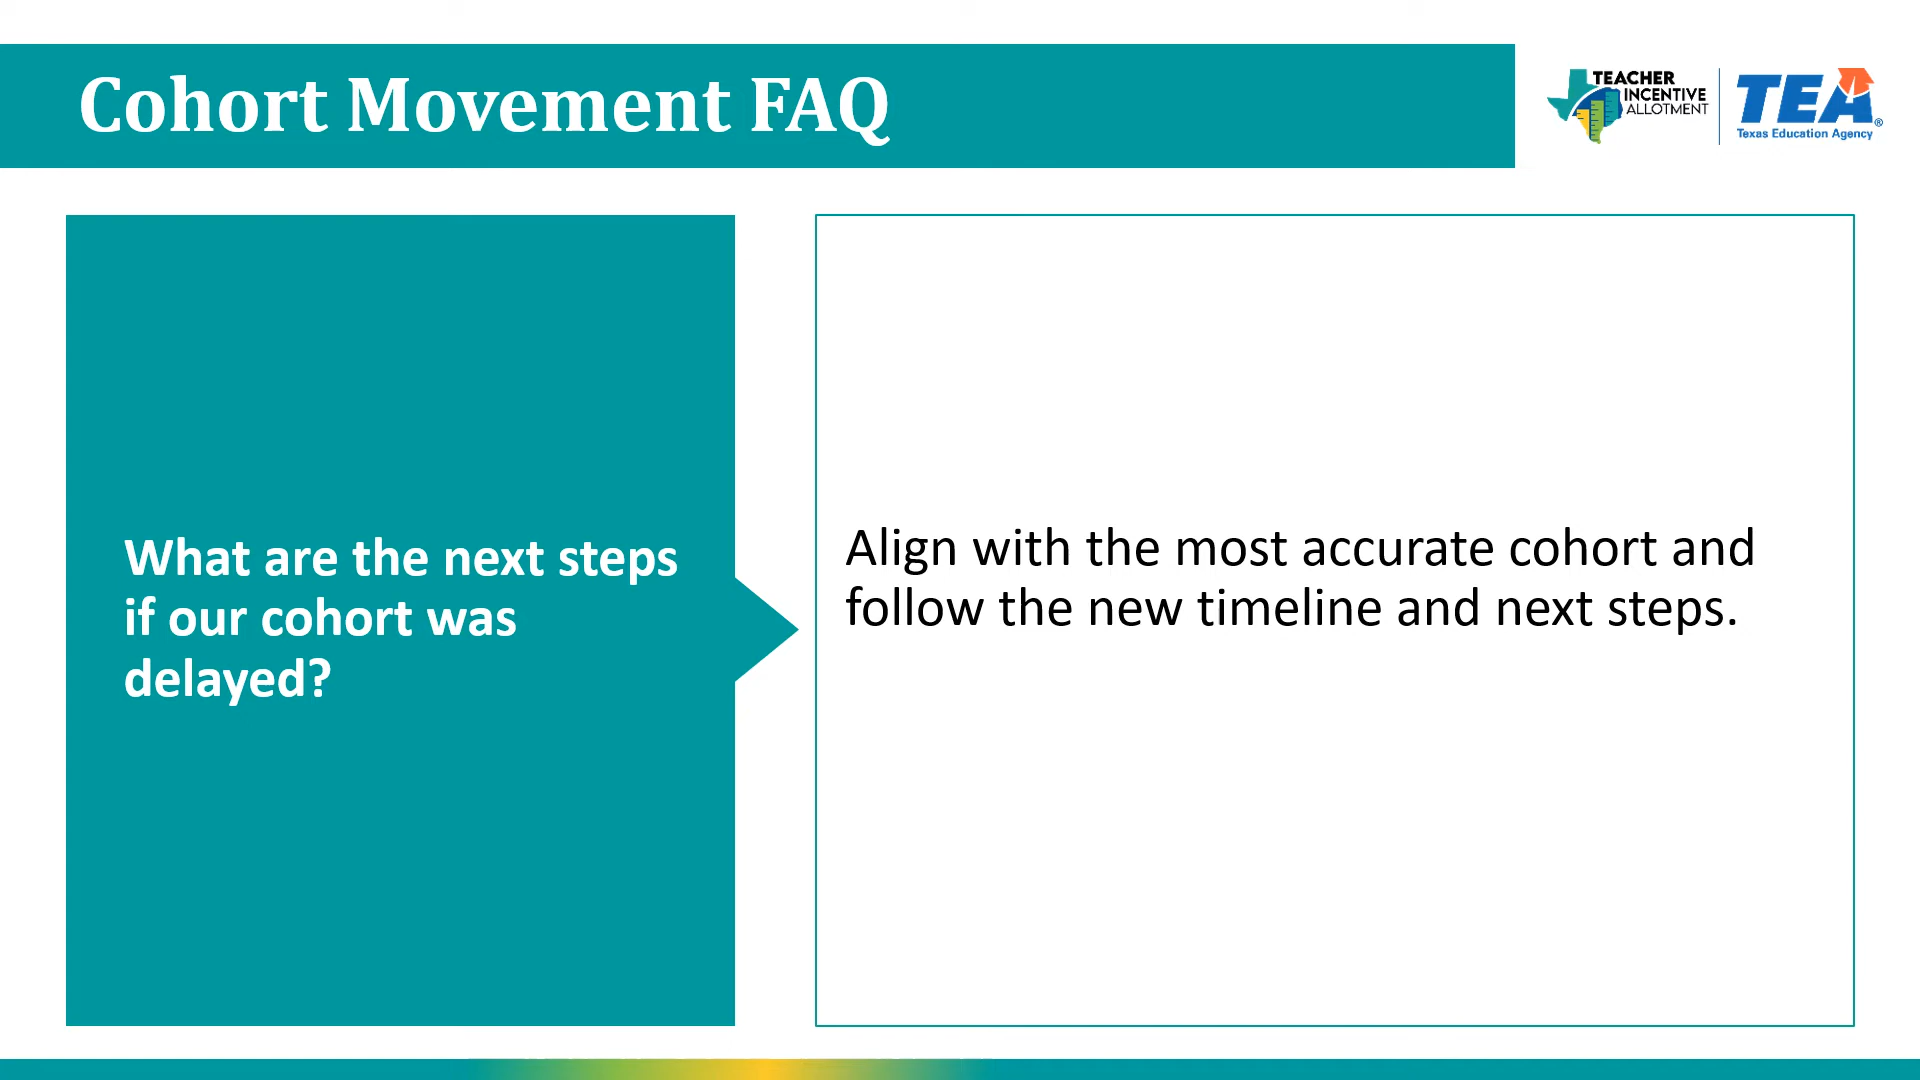 Cohort Movement FAQ
TEACHER
INCENTIVE
ALLOTMENT
TEA®
Texas Education Agency
What are the next steps
if our cohort was
delayed?
Align with the most accurate cohort and
follow the new timeline and next steps.